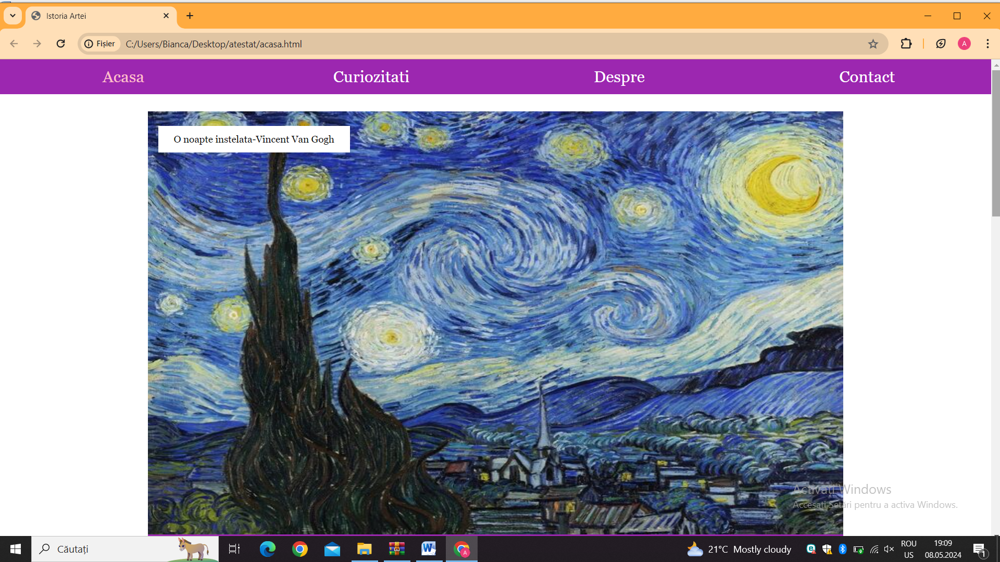 Istoria Artei
Fișier
C:/Users/Bianca/Desktop/atestat/acasa.html
A
Acasa
Curiozitati
Despre
Contact
O noapte instelata-Vincent Van Gogh
Activați Windows
Accesați Setări pentru a activa Windows.
Căutați
W
A
21°C Mostly cloudy
ROU
US
19:09
08.05.2024
1